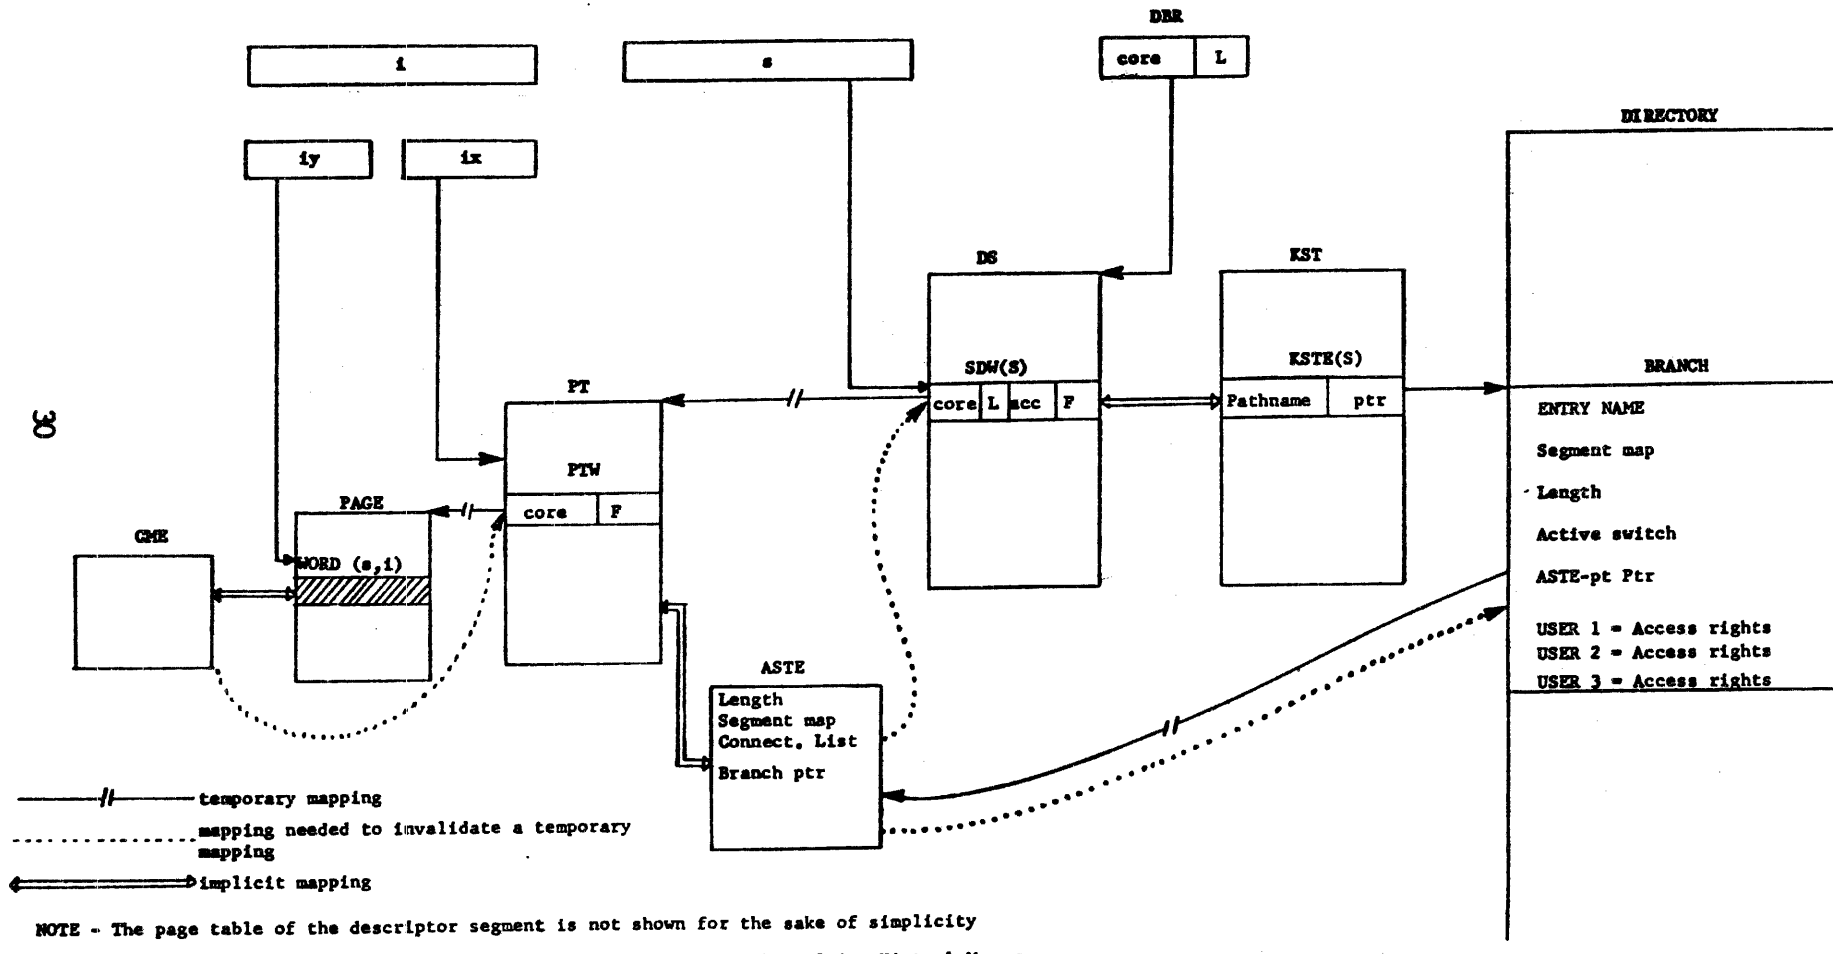 DBR
i
s
core L
DIRECTORY
iy
ix
DS
KST
SDW(S)
KSTE(S)
BRANCH
PT
core L acc F
Pathname ptr
ENTRY NAME
Segment map
PTW
Length
PAGE
core F
Active switch
CME
WORD (s,i)
ASTE-pt Ptr
USER 1 = Access rights
USER 2 = Access rights
USER 3 = Access rights
30
ASTE
Length
Segment map
Connect. List
Branch ptr
temporary mapping
mapping needed to invalidate a temporary
mapping
implicit mapping
NOTE - The page table of the descriptor segment is not shown for the sake of simplicity